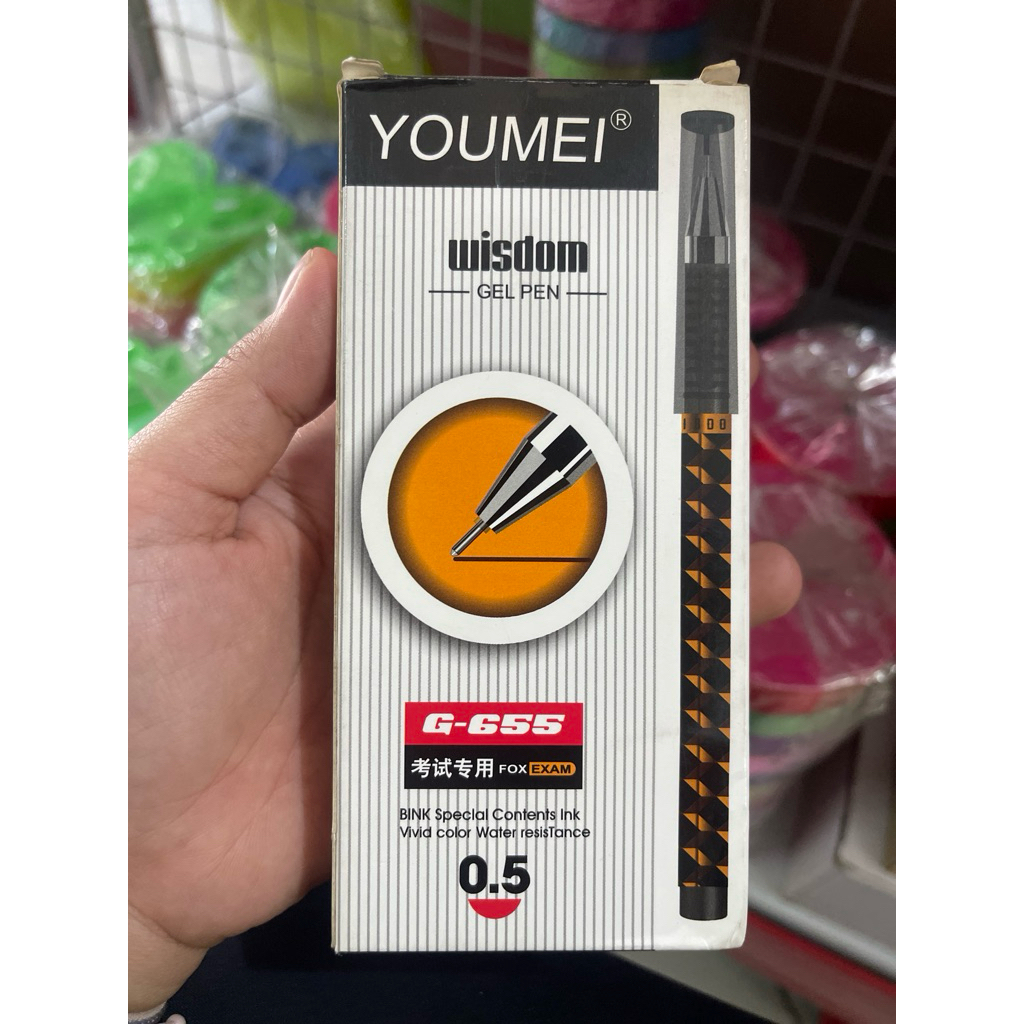 YOUMEI®
wisdom
GEL PEN
G-655
考试专用 FOX EXAM
BINK Special Contents Ink
Vivid color Water resisTance
0.5